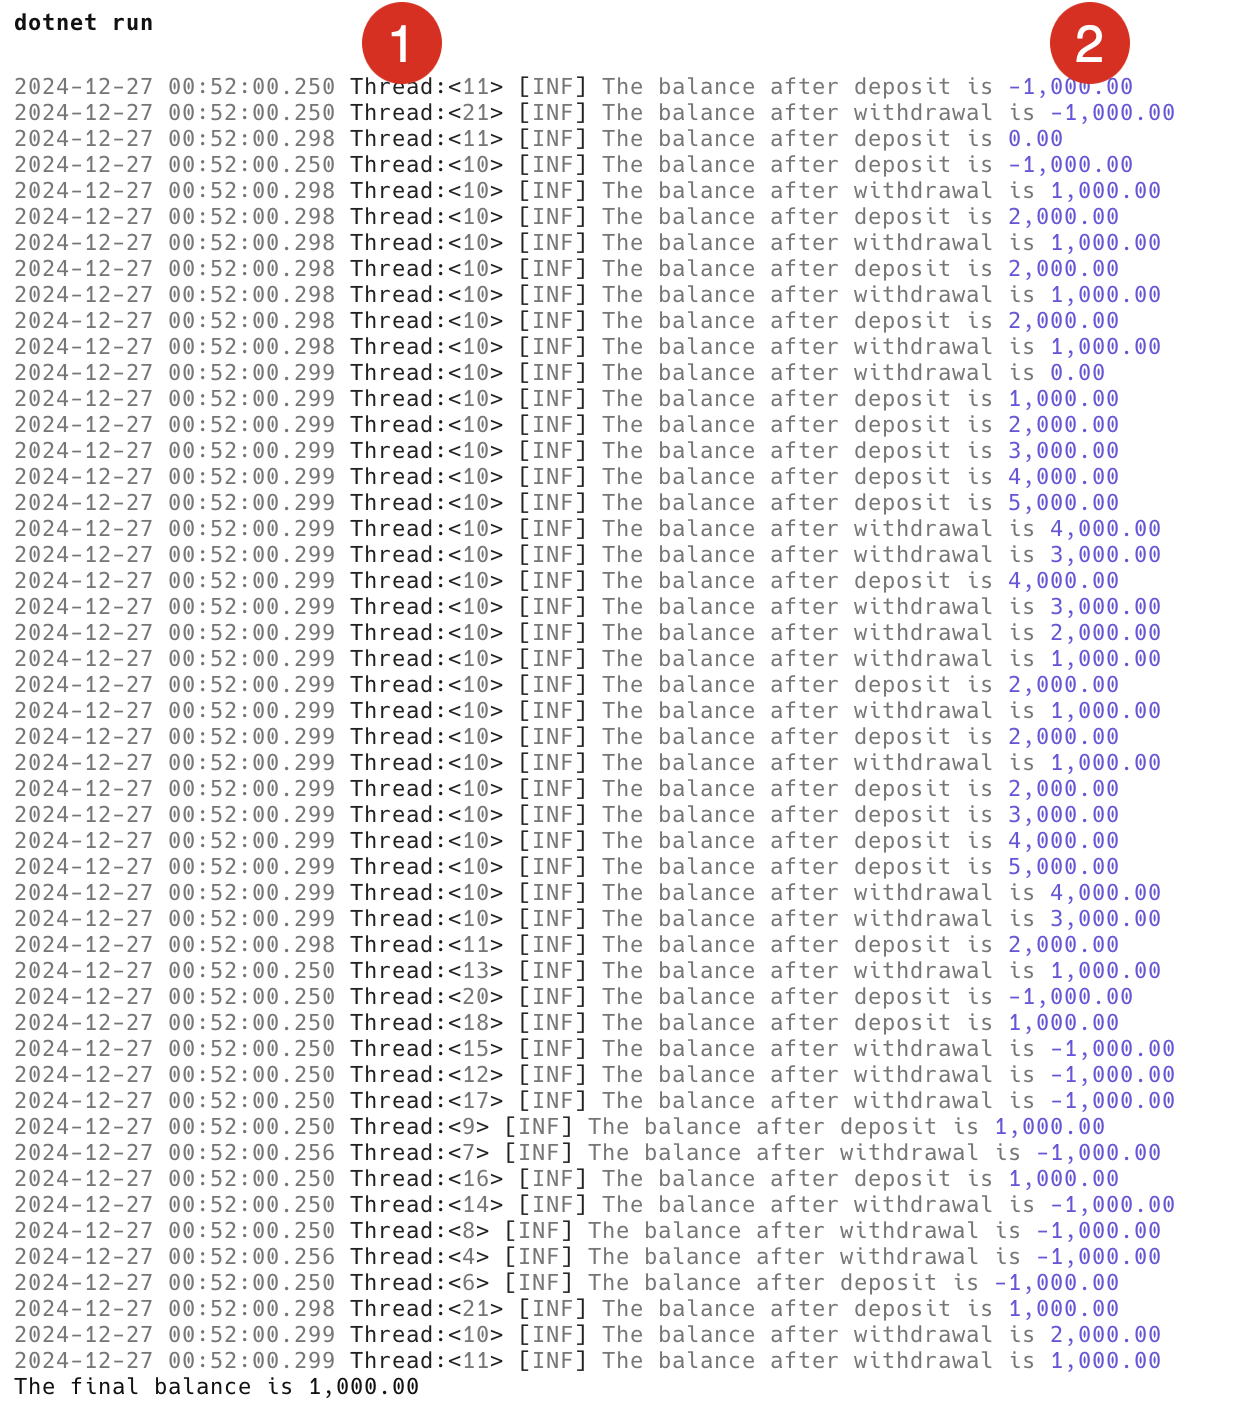 dotnet run
1
2
2024-12-27 00:52:00.250 Thread:<11> [INF] The balance after deposit is -1,000.00
2024-12-27 00:52:00.250 Thread:<21> [INF] The balance after withdrawal is -1,000.00
2024-12-27 00:52:00.298 Thread:<11> [INF] The balance after deposit is 0.00
2024-12-27 00:52:00.250 Thread:<10> [INF] The balance after deposit is -1,000.00
2024-12-27 00:52:00.298 Thread:<10> [INF] The balance after withdrawal is 1,000.00
2024-12-27 00:52:00.298 Thread:<10> [INF] The balance after deposit is 2,000.00
2024-12-27 00:52:00.298 Thread:<10> [INF] The balance after withdrawal is 1,000.00
2024-12-27 00:52:00.298 Thread:<10> [INF] The balance after deposit is 2,000.00
2024-12-27 00:52:00.298 Thread:<10> [INF] The balance after withdrawal is 1,000.00
2024-12-27 00:52:00.298 Thread:<10> [INF] The balance after deposit is 2,000.00
2024-12-27 00:52:00.298 Thread:<10> [INF] The balance after withdrawal is 1,000.00
2024-12-27 00:52:00.299 Thread:<10> [INF] The balance after withdrawal is 0.00
2024-12-27 00:52:00.299 Thread:<10> [INF] The balance after deposit is 1,000.00
2024-12-27 00:52:00.299 Thread:<10> [INF] The balance after deposit is 2,000.00
2024-12-27 00:52:00.299 Thread:<10> [INF] The balance after deposit is 3,000.00
2024-12-27 00:52:00.299 Thread:<10> [INF] The balance after deposit is 4,000.00
2024-12-27 00:52:00.299 Thread:<10> [INF] The balance after deposit is 5,000.00
2024-12-27 00:52:00.299 Thread:<10> [INF] The balance after withdrawal is 4,000.00
2024-12-27 00:52:00.299 Thread:<10> [INF] The balance after withdrawal is 3,000.00
2024-12-27 00:52:00.299 Thread:<10> [INF] The balance after deposit is 4,000.00
2024-12-27 00:52:00.299 Thread:<10> [INF] The balance after withdrawal is 3,000.00
2024-12-27 00:52:00.299 Thread:<10> [INF] The balance after withdrawal is 2,000.00
2024-12-27 00:52:00.299 Thread:<10> [INF] The balance after withdrawal is 1,000.00
2024-12-27 00:52:00.299 Thread:<10> [INF] The balance after deposit is 2,000.00
2024-12-27 00:52:00.299 Thread:<10> [INF] The balance after withdrawal is 1,000.00
2024-12-27 00:52:00.299 Thread:<10> [INF] The balance after deposit is 2,000.00
2024-12-27 00:52:00.299 Thread:<10> [INF] The balance after withdrawal is 1,000.00
2024-12-27 00:52:00.299 Thread:<10> [INF] The balance after deposit is 2,000.00
2024-12-27 00:52:00.299 Thread:<10> [INF] The balance after deposit is 3,000.00
2024-12-27 00:52:00.299 Thread:<10> [INF] The balance after deposit is 4,000.00
2024-12-27 00:52:00.299 Thread:<10> [INF] The balance after deposit is 5,000.00
2024-12-27 00:52:00.299 Thread:<10> [INF] The balance after withdrawal is 4,000.00
2024-12-27 00:52:00.299 Thread:<10> [INF] The balance after withdrawal is 3,000.00
2024-12-27 00:52:00.298 Thread:<11> [INF] The balance after deposit is 2,000.00
2024-12-27 00:52:00.250 Thread:<13> [INF] The balance after withdrawal is 1,000.00
2024-12-27 00:52:00.250 Thread:<20> [INF] The balance after deposit is -1,000.00
2024-12-27 00:52:00.250 Thread:<18> [INF] The balance after deposit is 1,000.00
2024-12-27 00:52:00.250 Thread:<15> [INF] The balance after withdrawal is -1,000.00
2024-12-27 00:52:00.250 Thread:<12> [INF] The balance after withdrawal is -1,000.00
2024-12-27 00:52:00.250 Thread:<17> [INF] The balance after withdrawal is -1,000.00
2024-12-27 00:52:00.250 Thread:<9> [INF] The balance after deposit is 1,000.00
2024-12-27 00:52:00.256 Thread:<7> [INF] The balance after withdrawal is -1,000.00
2024-12-27 00:52:00.250 Thread:<16> [INF] The balance after deposit is 1,000.00
2024-12-27 00:52:00.250 Thread:<14> [INF] The balance after withdrawal is -1,000.00
2024-12-27 00:52:00.250 Thread:<8> [INF] The balance after withdrawal is -1,000.00
2024-12-27 00:52:00.256 Thread:<4> [INF] The balance after withdrawal is -1,000.00
2024-12-27 00:52:00.250 Thread:<6> [INF] The balance after deposit is -1,000.00
2024-12-27 00:52:00.298 Thread:<21> [INF] The balance after deposit is 1,000.00
2024-12-27 00:52:00.299 Thread:<10> [INF] The balance after withdrawal is 2,000.00
2024-12-27 00:52:00.299 Thread:<11> [INF] The balance after withdrawal is 1,000.00
The final balance is 1,000.00